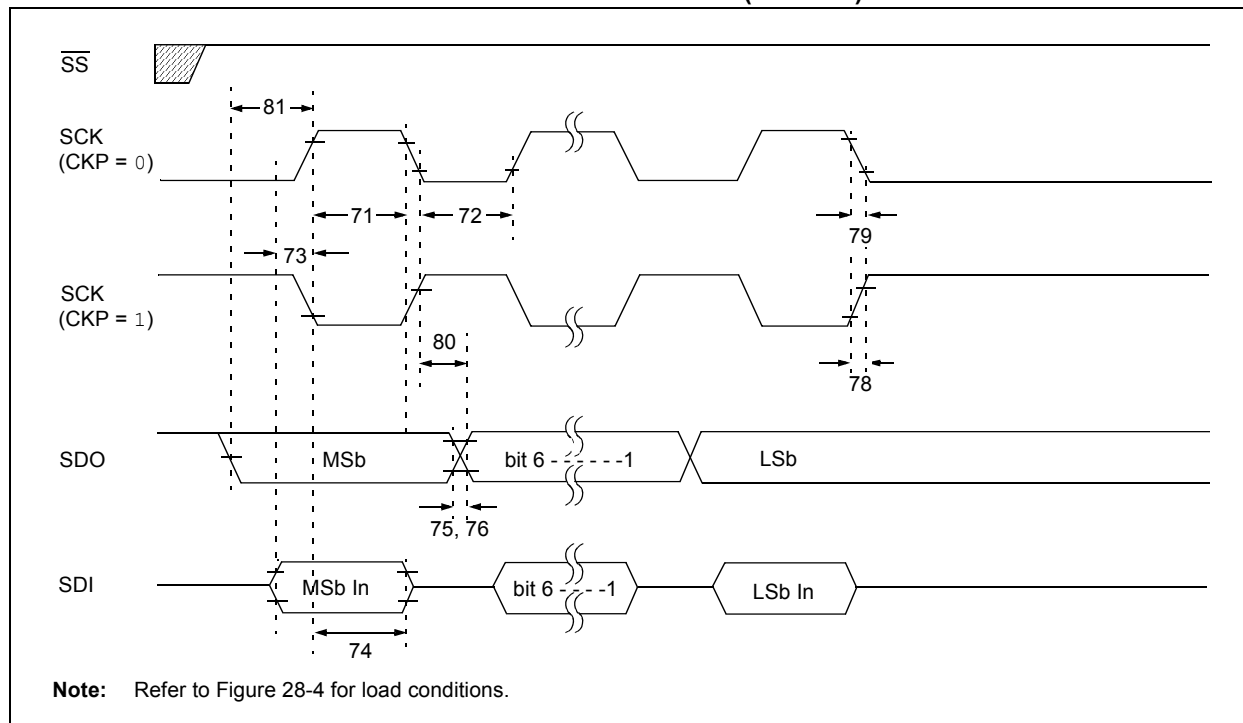 SS
81
SCK
(CKP = 0)
71
72
79
73
SCK
(CKP = 1)
80
78
SDO
MSb
bit 6 - - - - - - -1
LSb
75, 76
SDI
MSb In
bit 6 - - - - -1
LSb In
74
Note: Refer to Figure 28-4 for load conditions.